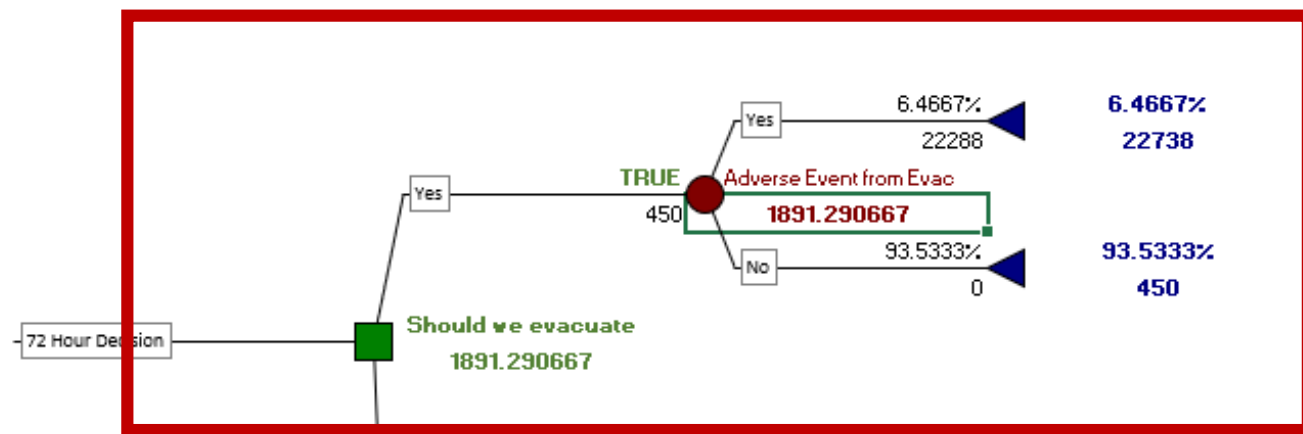 6.4667% 6.4667%
Yes
22288 22738
TRUE Adverse Event from Evac
Yes
450 1891.290667
93.5333% 93.5333%
No
0 450
Should we evacuate
72 Hour Decision
1891.290667